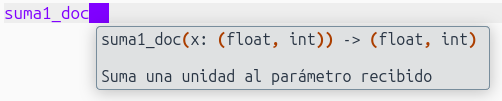 suma1_doc
suma1_doc(x: (float, int)) -> (float, int)
Suma una unidad al parámetro recibido